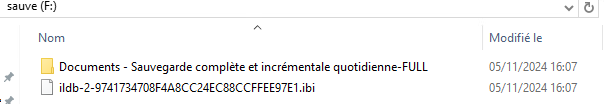 sauve (F:)
Nom Modifié le
Documents - Sauvegarde complète et incrémentale quotidienne-FULL 05/11/2024 16:07
ildb-2-9741734708F4A8CC24EC88CCFFEE97E1.ibi 05/11/2024 16:07